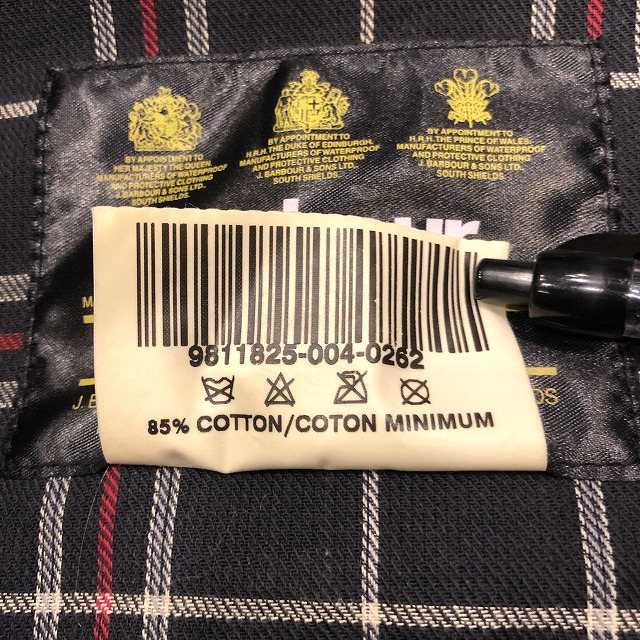 BY APPOINTMENT TO
HER MAJESTY THE QUEEN.
MANUFACTURERS OF WATERPROOF
AND PROTECTIVE CLOTHING
J. BARBOUR & SONS LTD.,
SOUTH SHIELDS.
BY APPOINTMENT TO
H.R.H. THE DUKE OF EDINBURGH.
MANUFACTURERS OF WATERPROOF
AND PROTECTIVE CLOTHING
J. BARBOUR & SONS LTD.,
SOUTH SHIELDS.
BY APPOINTMENT TO
H.R.H. THE PRINCE OF WALES.
MANUFACTURERS OF WATERPROOF
AND PROTECTIVE CLOTHING
J. BARBOUR & SONS LTD.,
SOUTH SHIELDS.
9811825-004-0262
85% COTTON/COTON MINIMUM